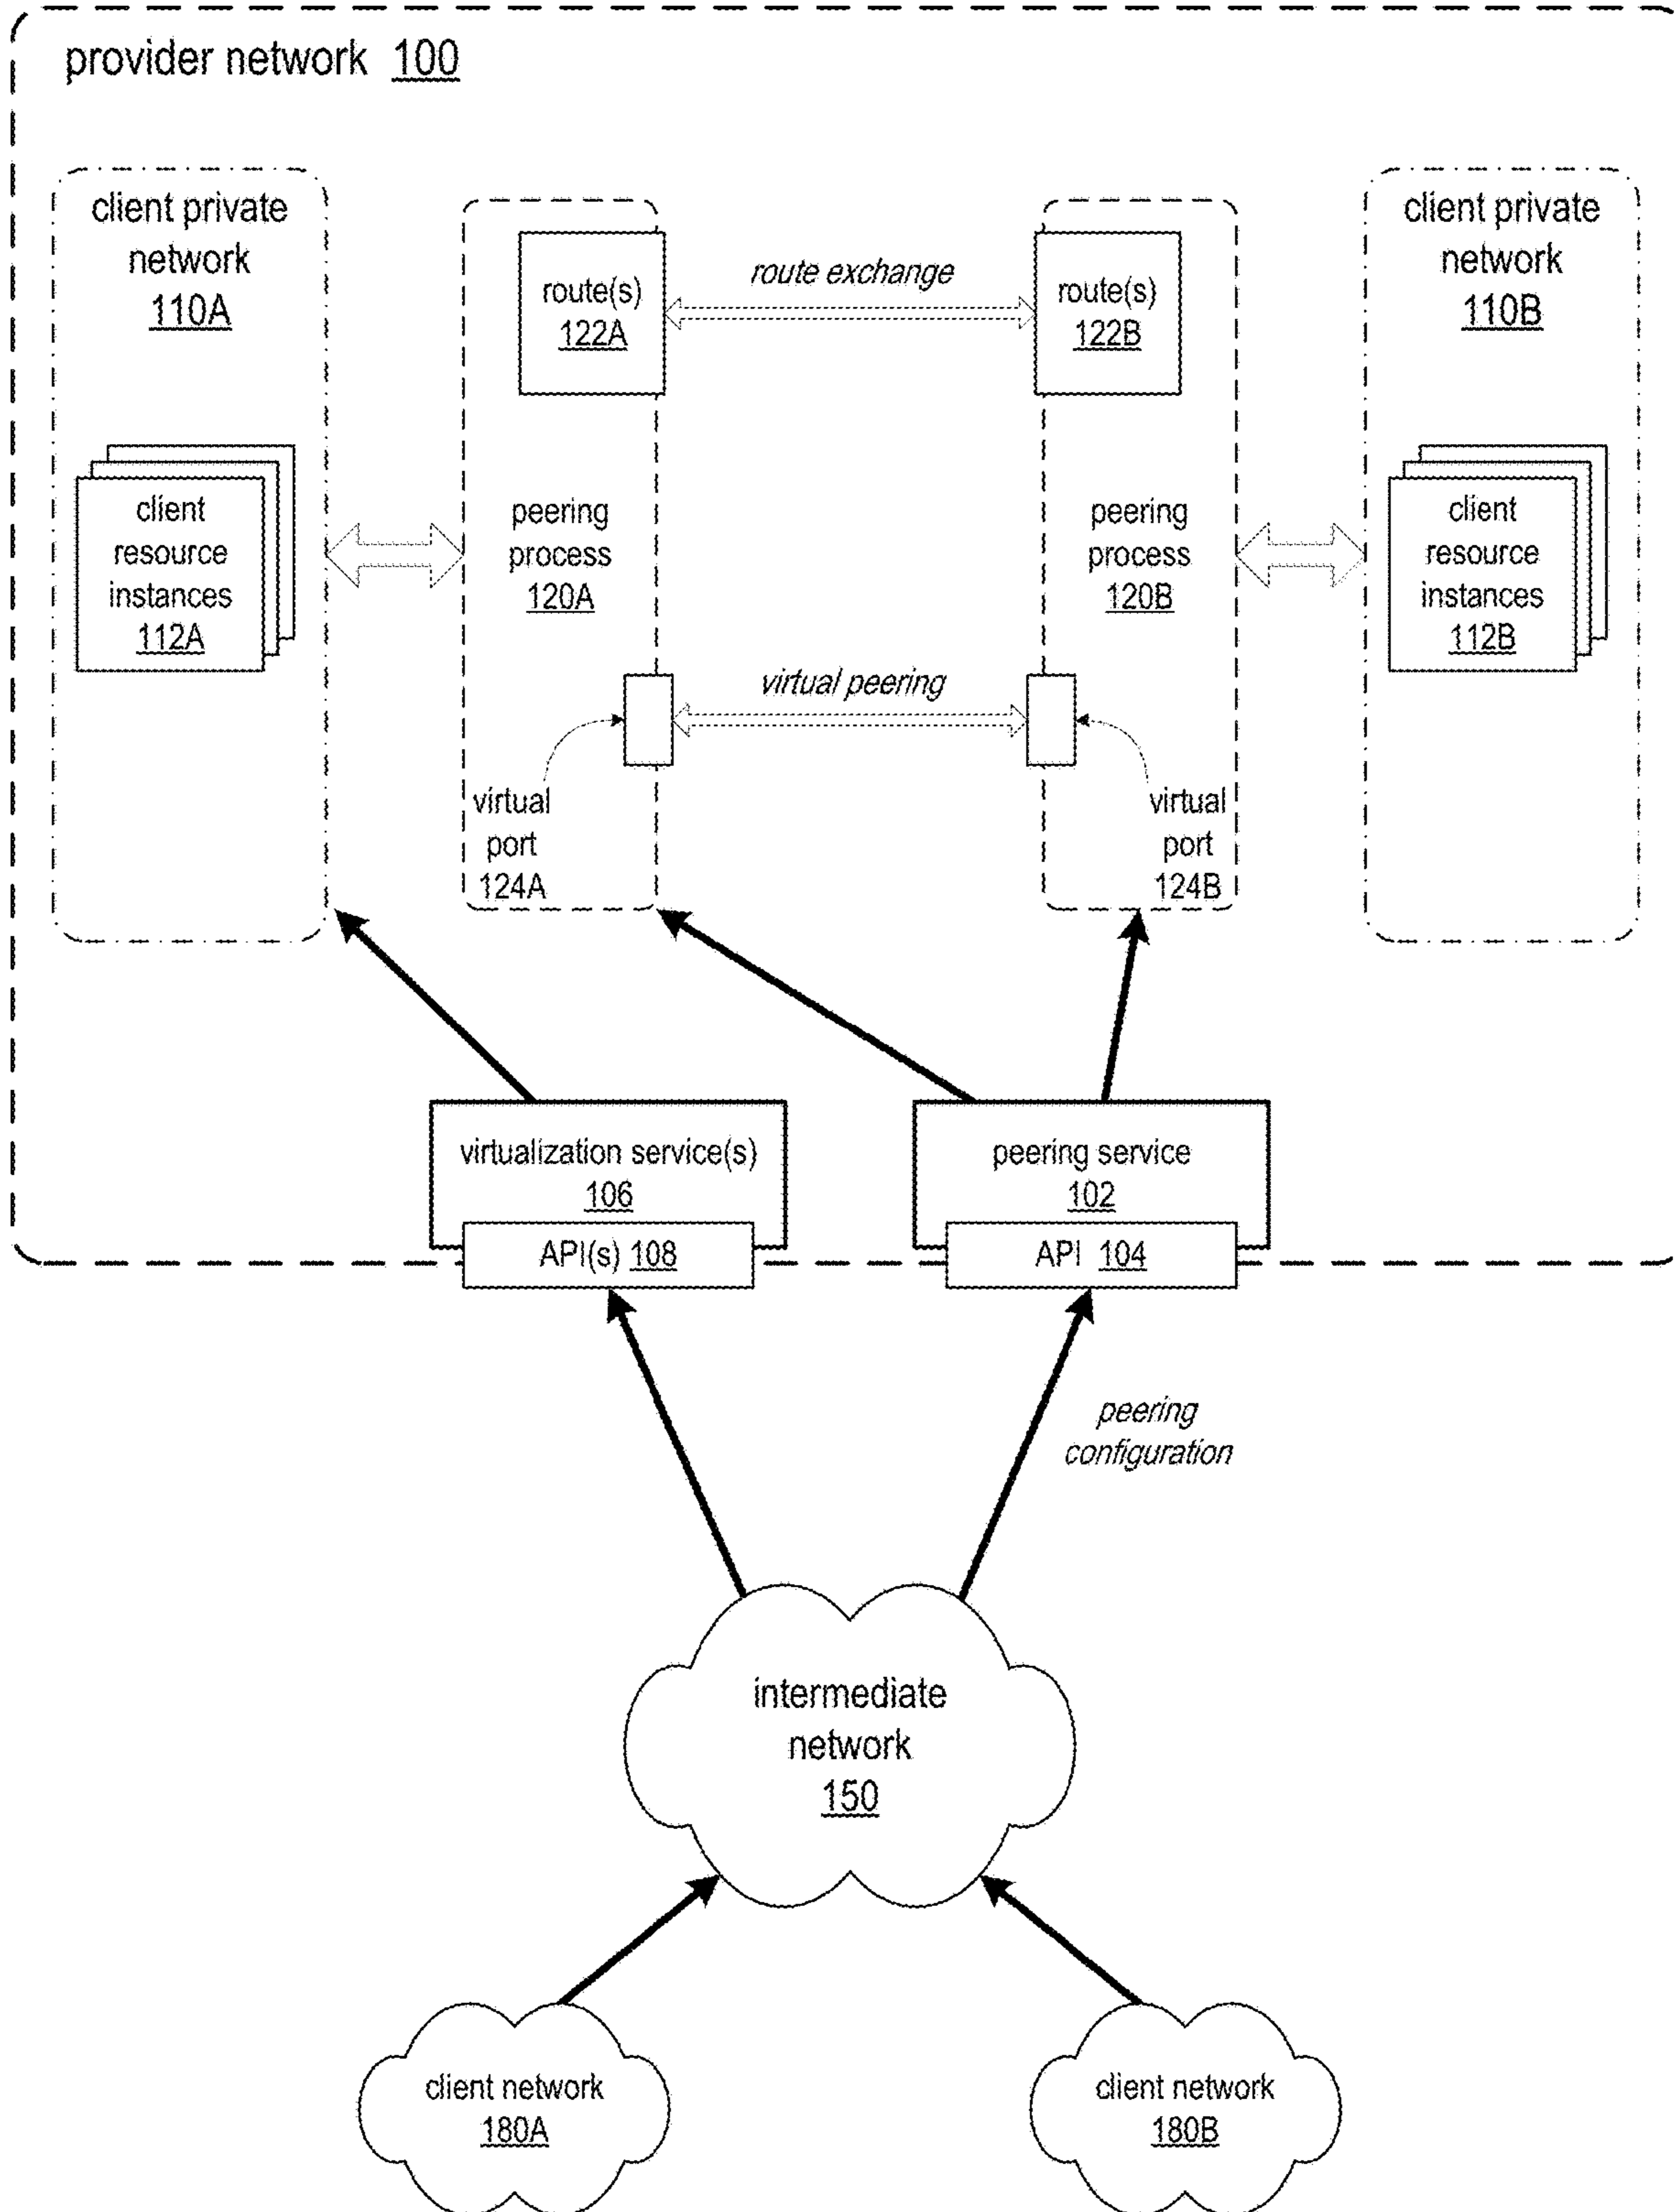 provider network 100
client private
network
110A
route(s)
122A
route exchange
route(s)
122B
client private
network
110B
client
resource
instances
112A
peering
process
120A
peering
process
120B
client
resource
instances
112B
virtual peering
virtual
port
124A
virtual
port
124B
virtualization service(s)
106
API(s) 108
peering service
102
API 104
peering
configuration
intermediate
network
150
client network
180A
client network
180B